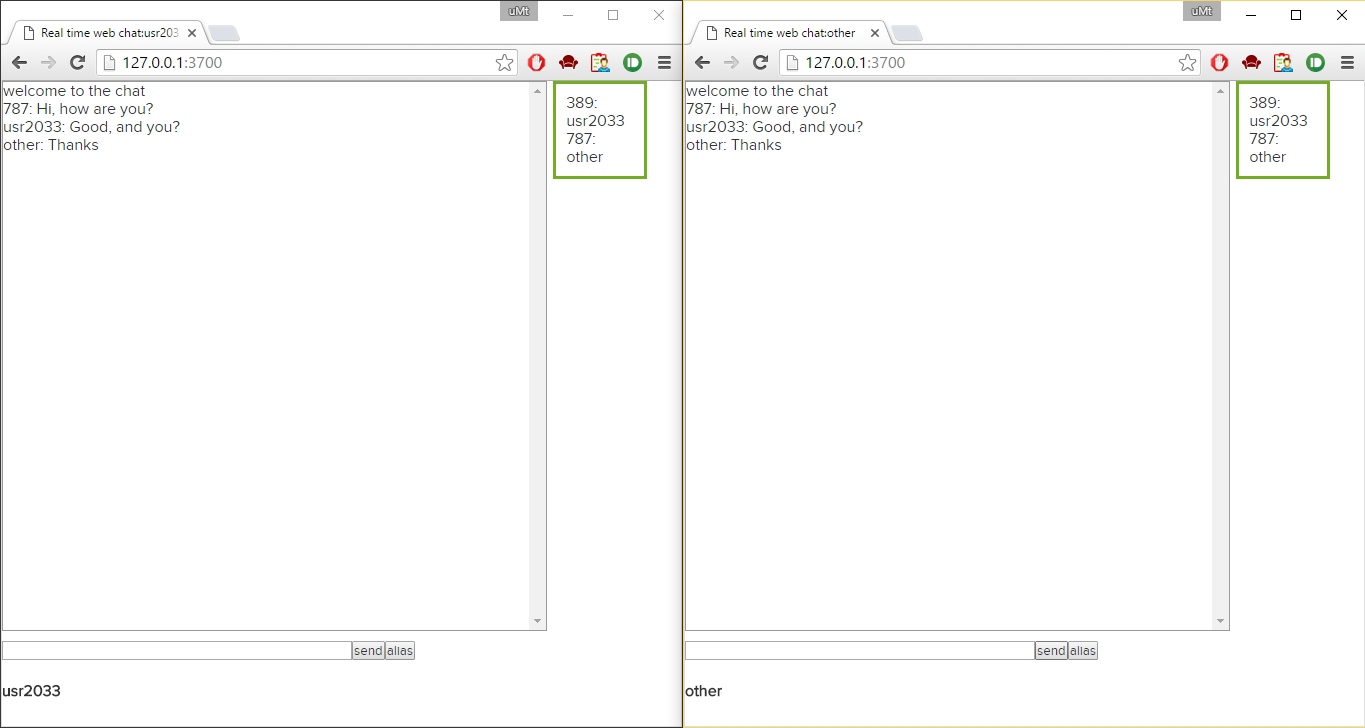 uMt
Real time web chat:usr203
127.0.0.1:3700
welcome to the chat
787: Hi, how are you?
usr2033: Good, and you?
other: Thanks
389:
usr2033
787:
other
send alias
usr2033
uMt
Real time web chat:other
127.0.0.1:3700
welcome to the chat
787: Hi, how are you?
usr2033: Good, and you?
other: Thanks
389:
usr2033
787:
other
send alias
other